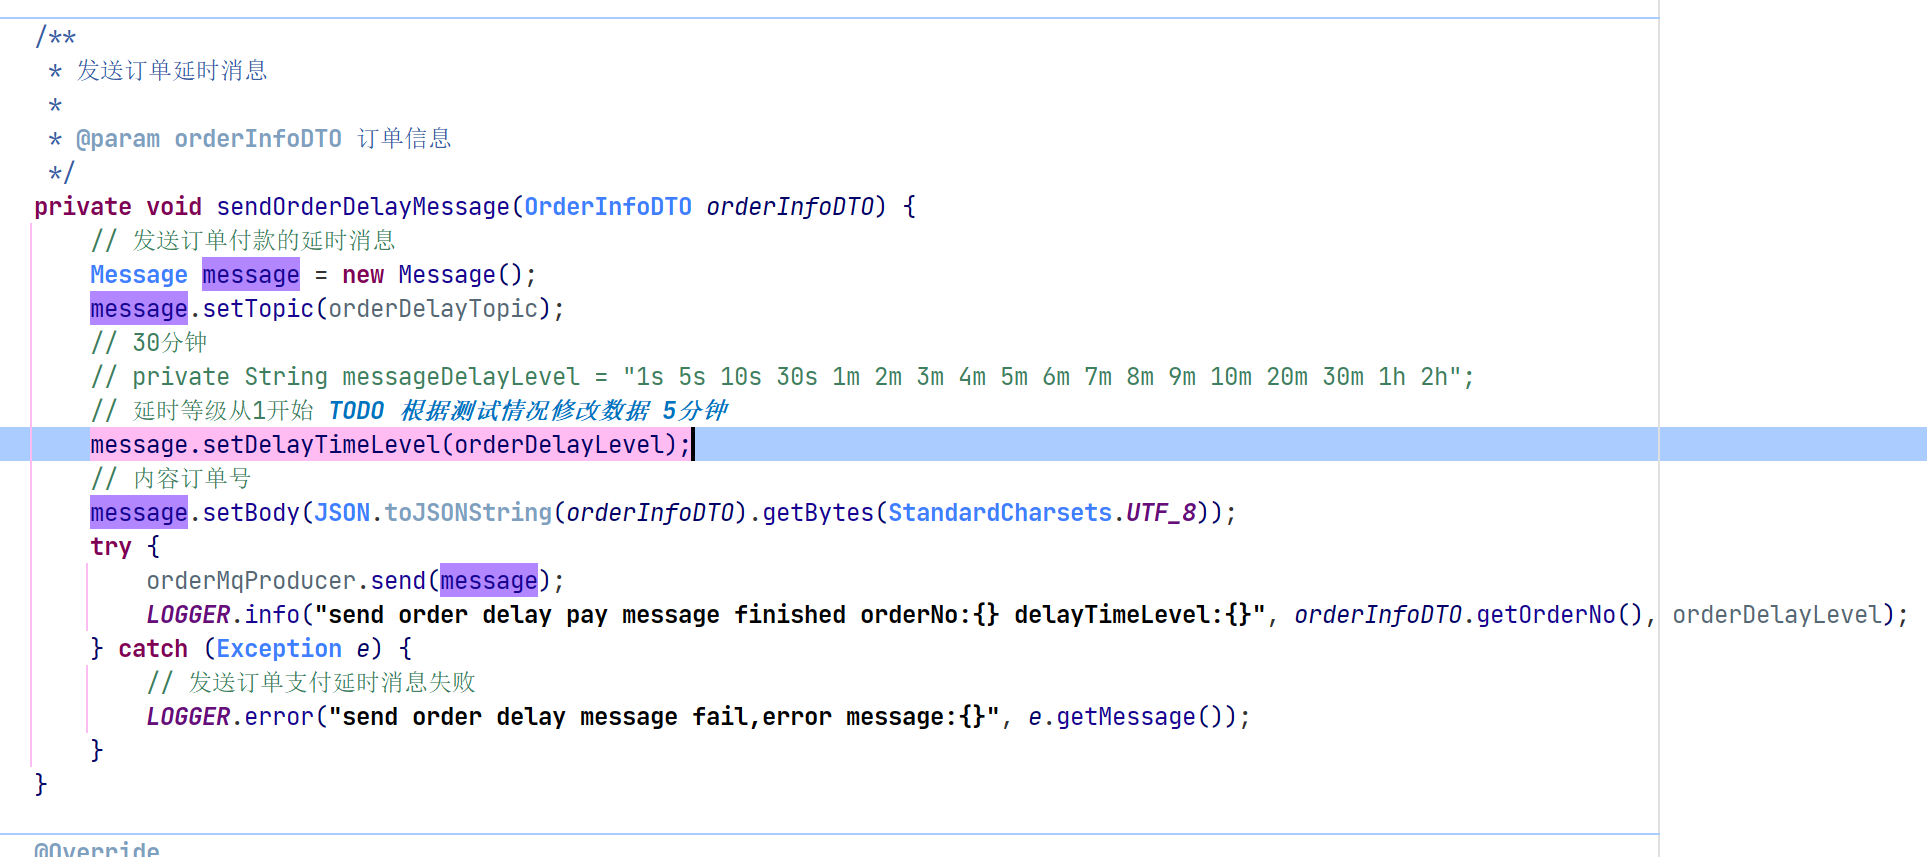 /**
 * 发送订单延时消息
 *
 * @param orderInfoDTO 订单信息
 */
private void sendOrderDelayMessage(OrderInfoDTO orderInfoDTO) {
    // 发送订单付款的延时消息
    Message message = new Message();
    message.setTopic(orderDelayTopic);
    // 30分钟
    // private String messageDelayLevel = "1s 5s 10s 30s 1m 2m 3m 4m 5m 6m 7m 8m 9m 10m 20m 30m 1h 2h";
    // 延时等级从1开始 TODO 根据测试情况修改数据 5分钟
    message.setDelayTimeLevel(orderDelayLevel);
    // 内容订单号
    message.setBody(JSON.toJSONString(orderInfoDTO).getBytes(StandardCharsets.UTF_8));
    try {
        orderMqProducer.send(message);
        LOGGER.info("send order delay pay message finished orderNo:{} delayTimeLevel:{}", orderInfoDTO.getOrderNo(), orderDelayLevel);
    } catch (Exception e) {
        // 发送订单支付延时消息失败
        LOGGER.error("send order delay message fail,error message:{}", e.getMessage());
    }
}
@Override